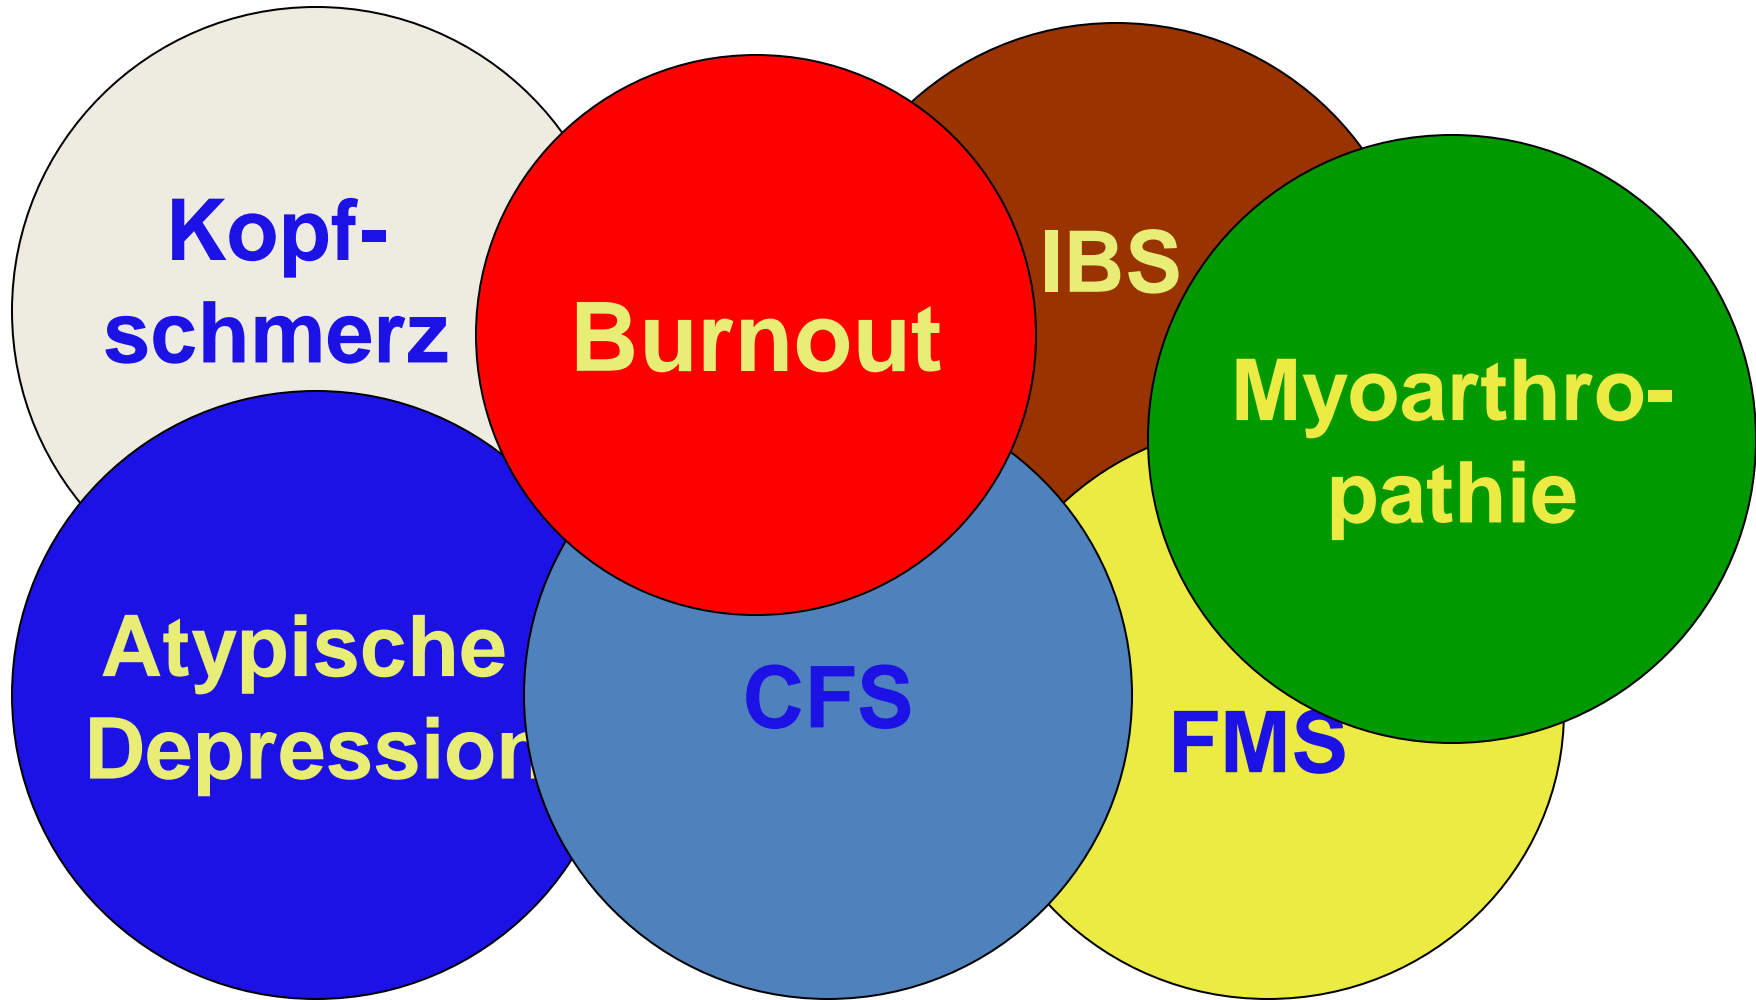 Kopf-
schmerz
Burnout
IBS
Myoarthro-
pathie
Atypische
Depression
CFS
FMS